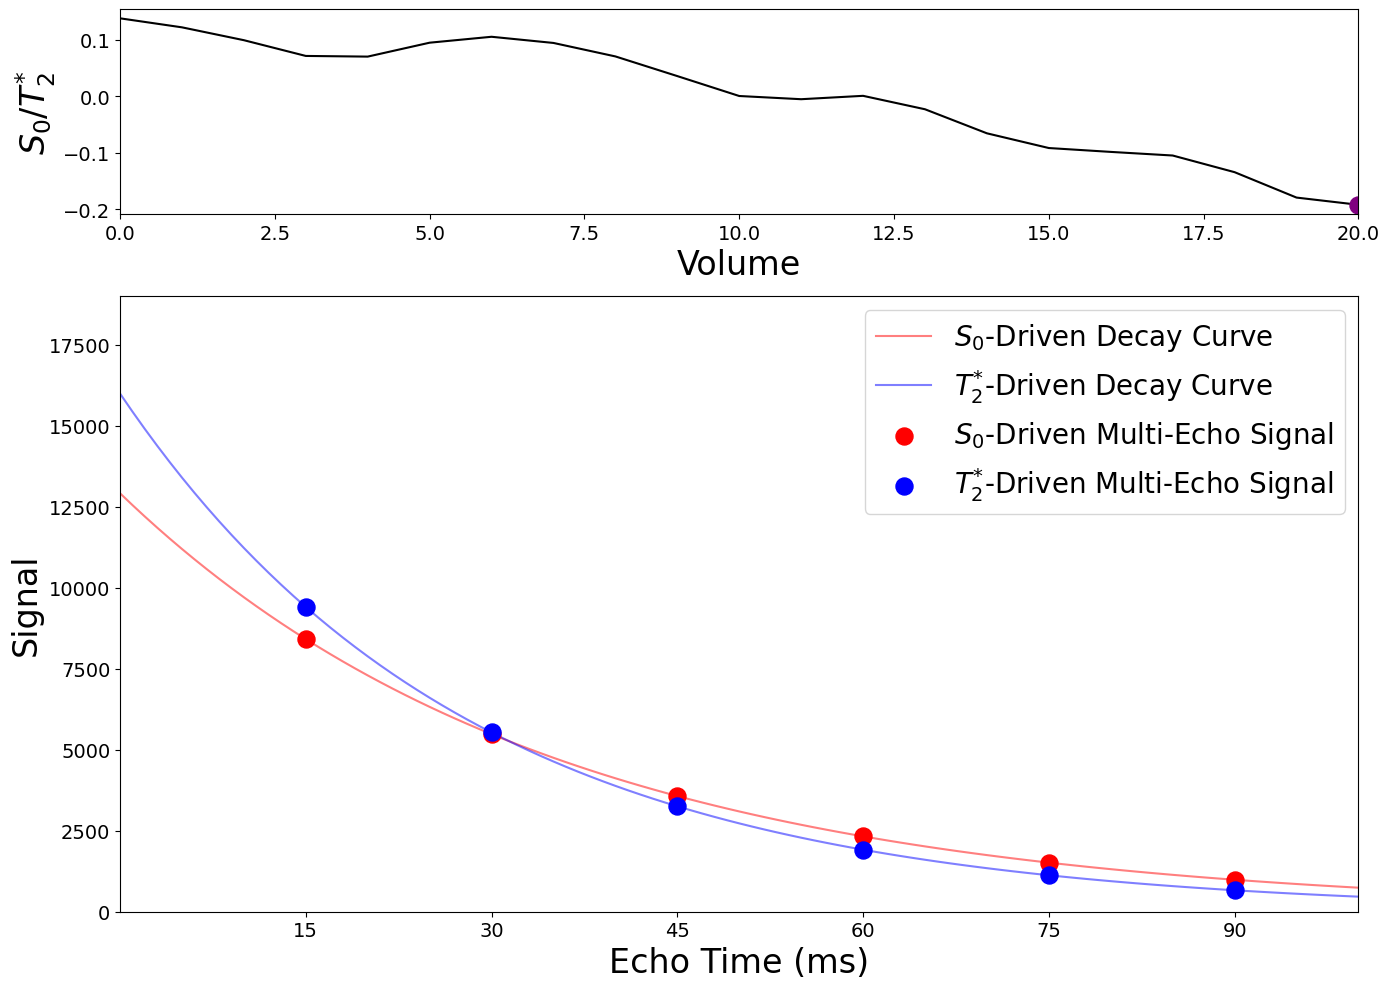 S₀/T₂*
0.1
0.0
−0.1
−0.2
0.0 2.5 5.0 7.5 10.0 12.5 15.0 17.5 20.0
Volume
S₀-Driven Decay Curve
T₂*-Driven Decay Curve
S₀-Driven Multi-Echo Signal
T₂*-Driven Multi-Echo Signal
Signal
17500
15000
12500
10000
7500
5000
2500
0
15 30 45 60 75 90
Echo Time (ms)